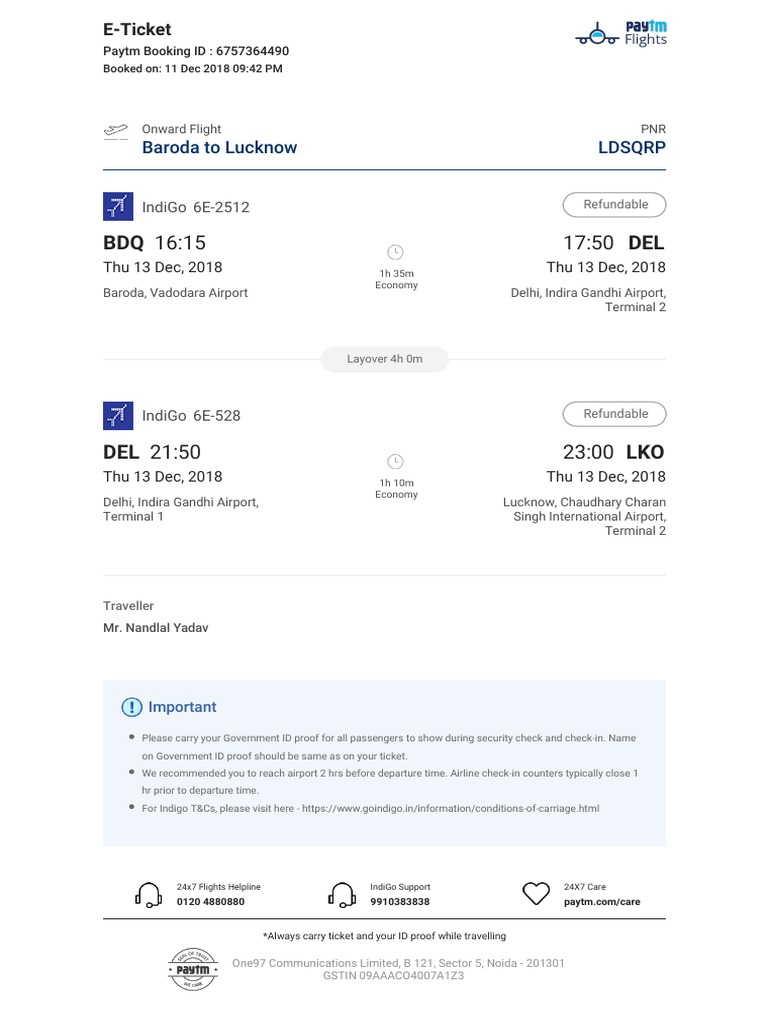 E-Ticket
Paytm Booking ID : 6757364490
Booked on: 11 Dec 2018 09:42 PM
paytm
Flights
Onward Flight
Baroda to Lucknow
PNR
LDSQRP
IndiGo 6E-2512
Refundable
BDQ 16:15
Thu 13 Dec, 2018
Baroda, Vadodara Airport
1h 35m
Economy
17:50 DEL
Thu 13 Dec, 2018
Delhi, Indira Gandhi Airport,
Terminal 2
Layover 4h 0m
IndiGo 6E-528
Refundable
DEL 21:50
Thu 13 Dec, 2018
Delhi, Indira Gandhi Airport,
Terminal 1
1h 10m
Economy
23:00 LKO
Thu 13 Dec, 2018
Lucknow, Chaudhary Charan
Singh International Airport,
Terminal 2
Traveller
Mr. Nandlal Yadav
Important
Please carry your Government ID proof for all passengers to show during security check and check-in. Name
on Government ID proof should be same as on your ticket.
We recommended you to reach airport 2 hrs before departure time. Airline check-in counters typically close 1
hr prior to departure time.
For Indigo T&Cs, please visit here - https://www.goindigo.in/information/conditions-of-carriage.html
24x7 Flights Helpline
0120 4880880
IndiGo Support
9910383838
24X7 Care
paytm.com/care
*Always carry ticket and your ID proof while travelling
SEAL OF TRUST
paytm
WE CARE
One97 Communications Limited, B 121, Sector 5, Noida - 201301
GSTIN 09AAACO4007A1Z3